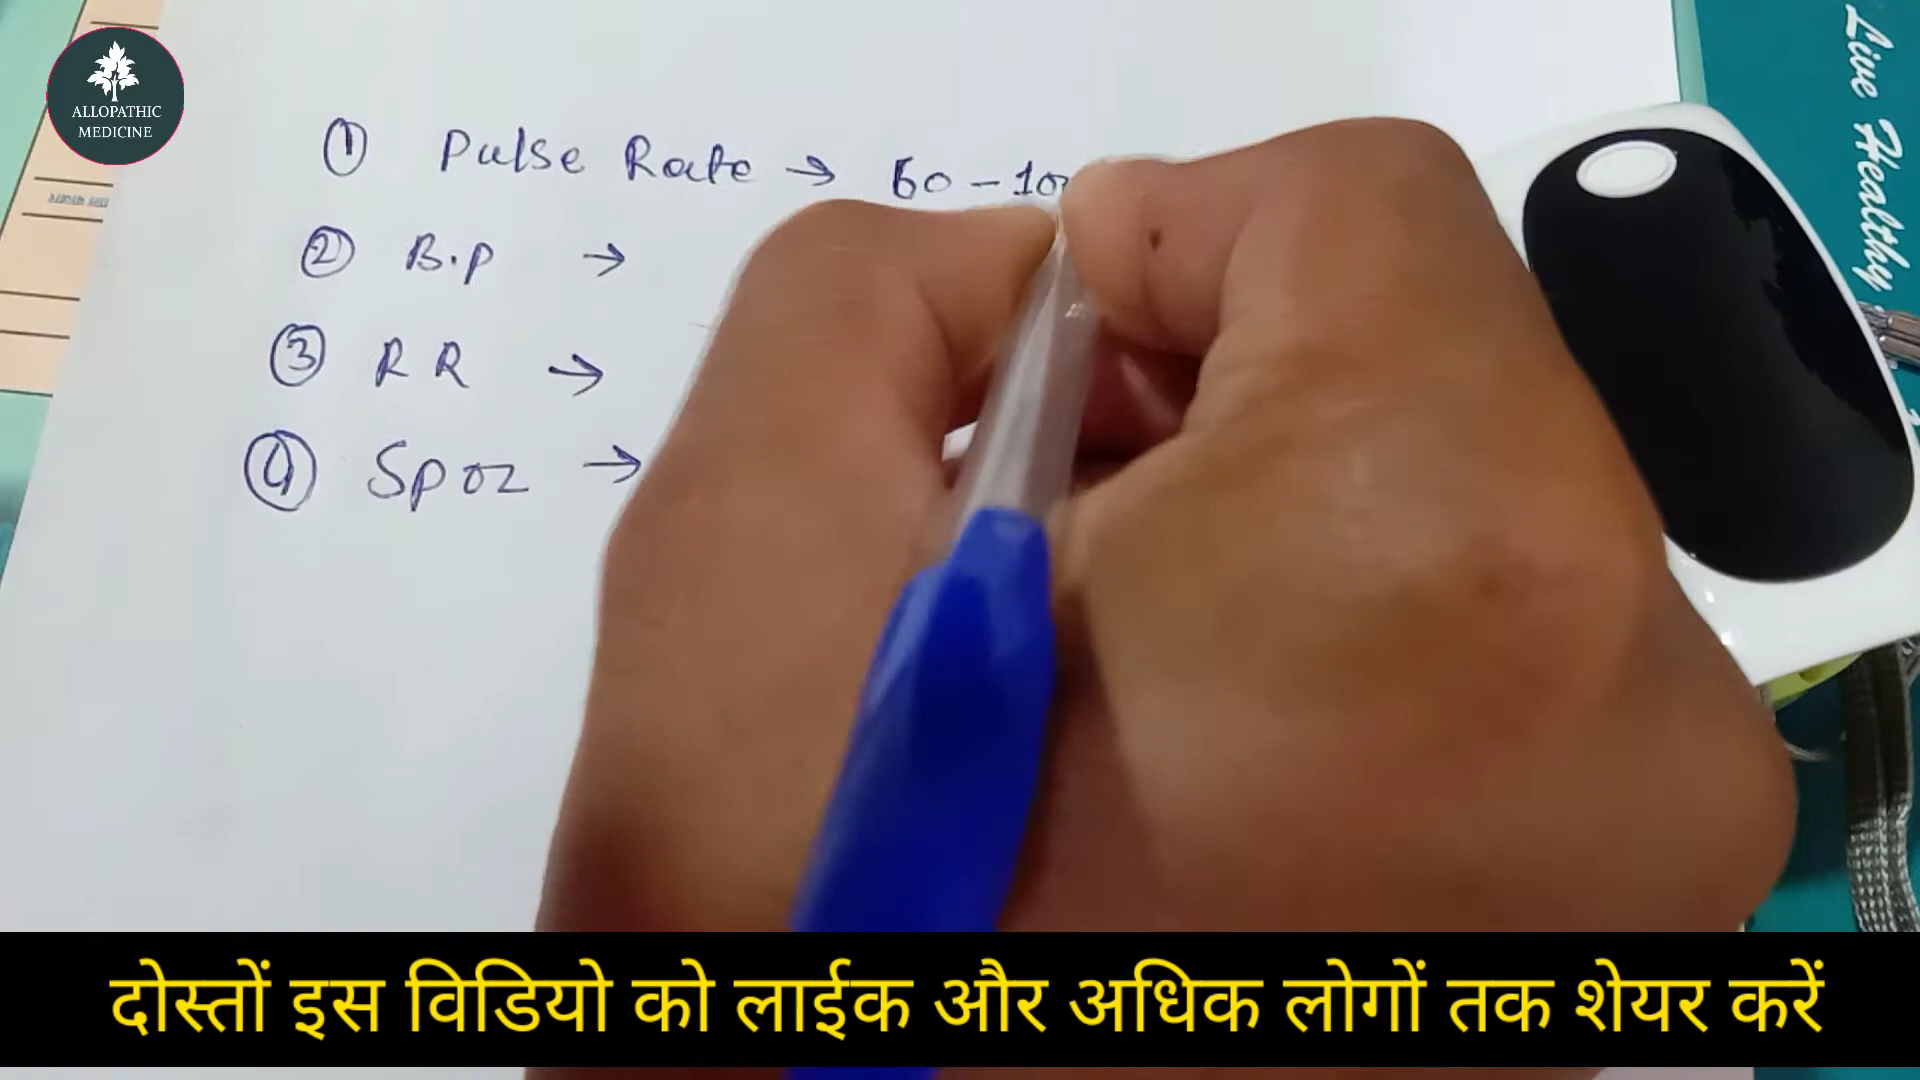 ALLOPATHIC
MEDICINE
① Pulse Rate → 60 - 100
② B.P →
③ RR →
④ SpO2 →
Live Healthy
दोस्तों इस विडियो को लाईक और अधिक लोगों तक शेयर करें